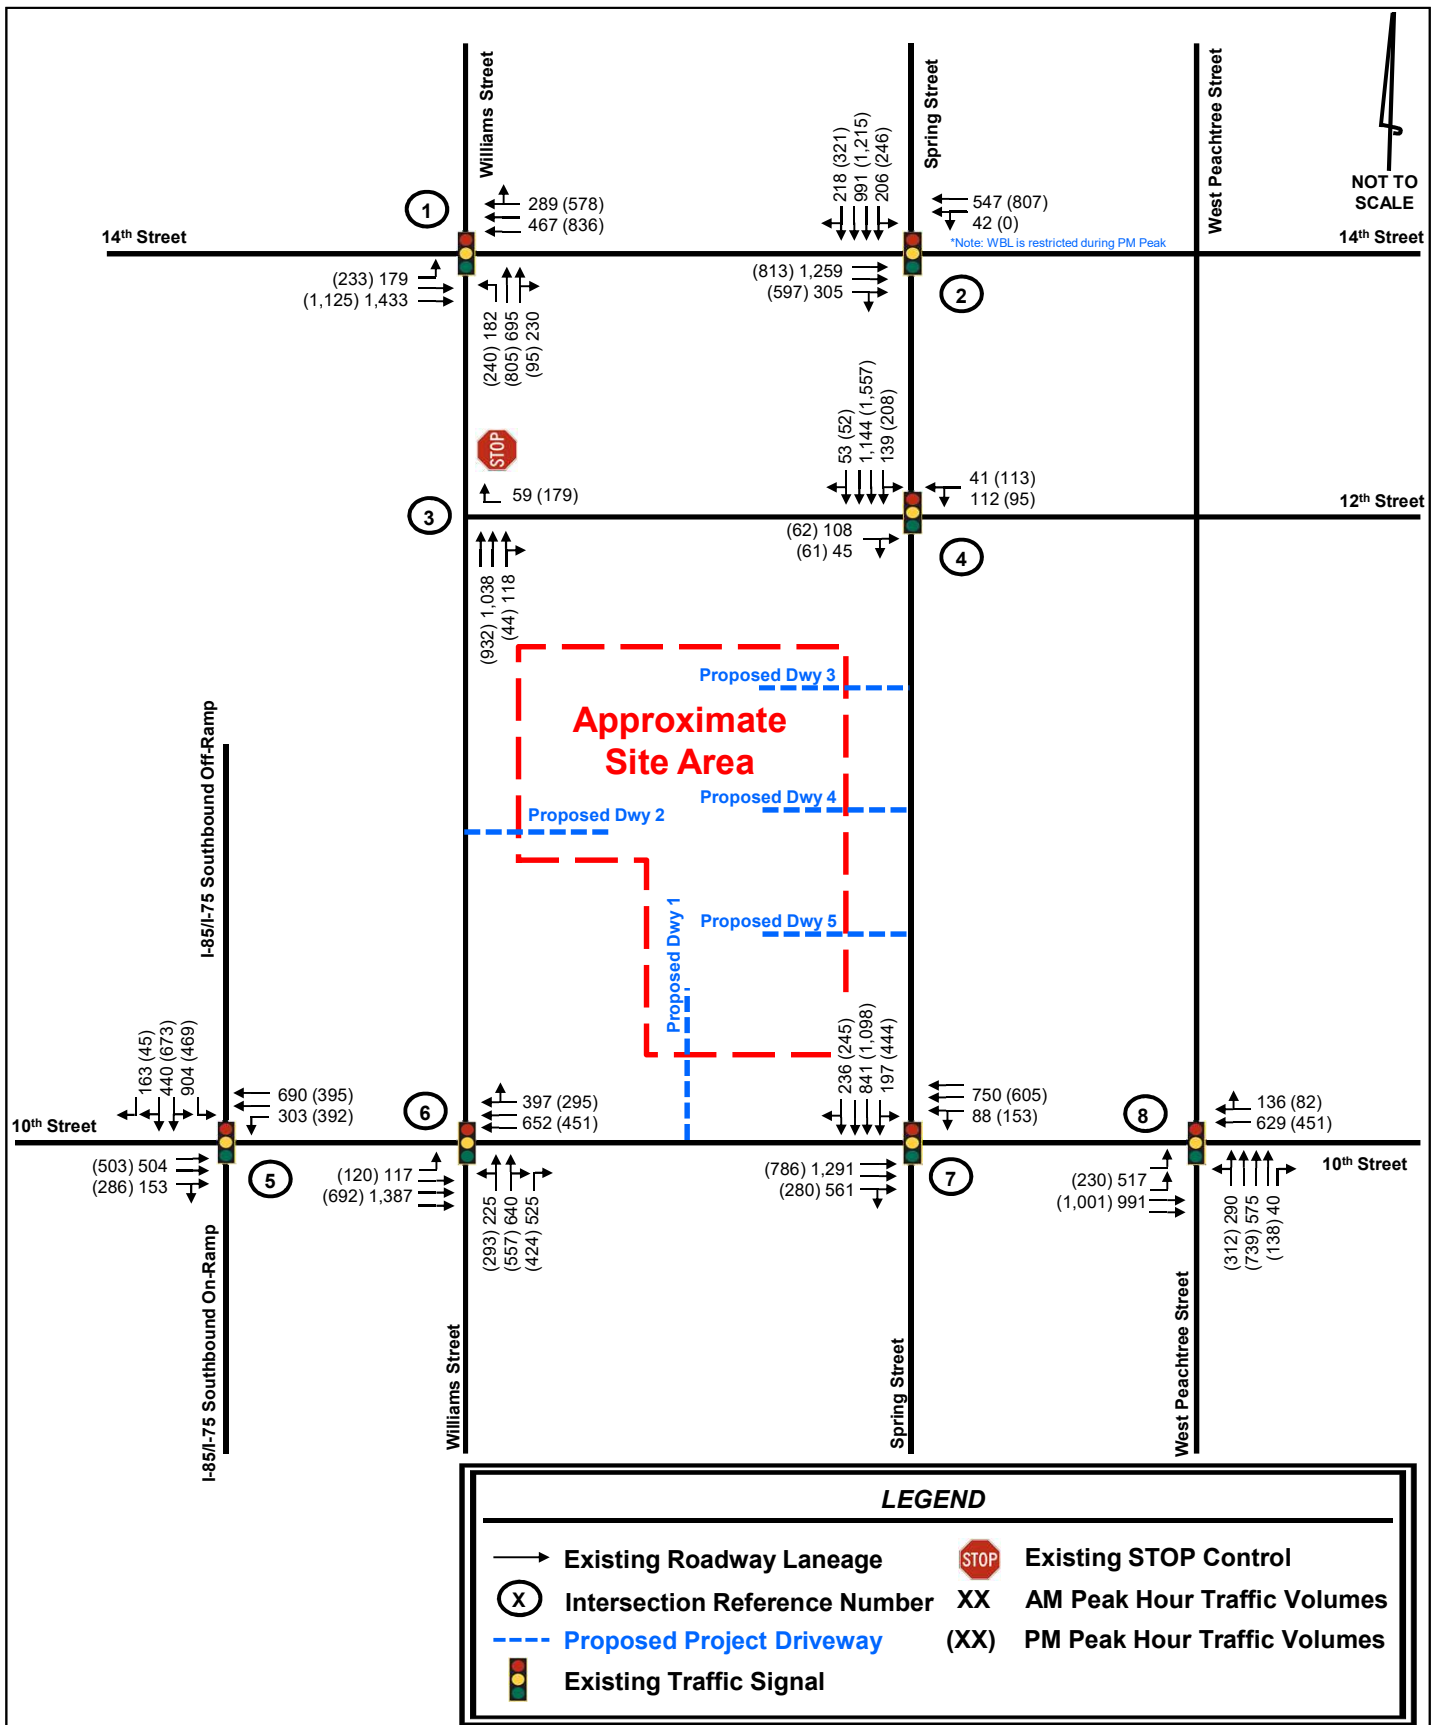 Williams Street
Spring Street
West Peachtree Street
NOT TO
SCALE
1
289 (578)
467 (836)
14th Street
(233) 179
(1,125) 1,433
(240) 182
(805) 695
(95) 230
218 (321)
991 (1,215)
206 (246)
547 (807)
42 (0)
*Note: WBL is restricted during PM Peak
14th Street
(813) 1,259
(597) 305
2
STOP
59 (179)
3
(932) 1,038
(44) 118
53 (52)
1,144 (1,557)
139 (208)
41 (113)
112 (95)
12th Street
(62) 108
(61) 45
4
Proposed Dwy 3
Approximate
Site Area
Proposed Dwy 4
Proposed Dwy 2
Proposed Dwy 5
Proposed Dwy 1
I-85/I-75 Southbound Off-Ramp
163 (45)
440 (673)
904 (469)
690 (395)
303 (392)
10th Street
(503) 504
(286) 153
5
I-85/I-75 Southbound On-Ramp
6
397 (295)
652 (451)
(120) 117
(692) 1,387
(293) 225
(557) 640
(424) 525
Williams Street
236 (245)
841 (1,098)
197 (444)
750 (605)
88 (153)
(786) 1,291
(280) 561
7
Spring Street
8
136 (82)
629 (451)
10th Street
(230) 517
(1,001) 991
(312) 290
(739) 575
(138) 40
West Peachtree Street
LEGEND
Existing Roadway Laneage
STOP Existing STOP Control
X Intersection Reference Number
XX AM Peak Hour Traffic Volumes
Proposed Project Driveway
(XX) PM Peak Hour Traffic Volumes
Existing Traffic Signal